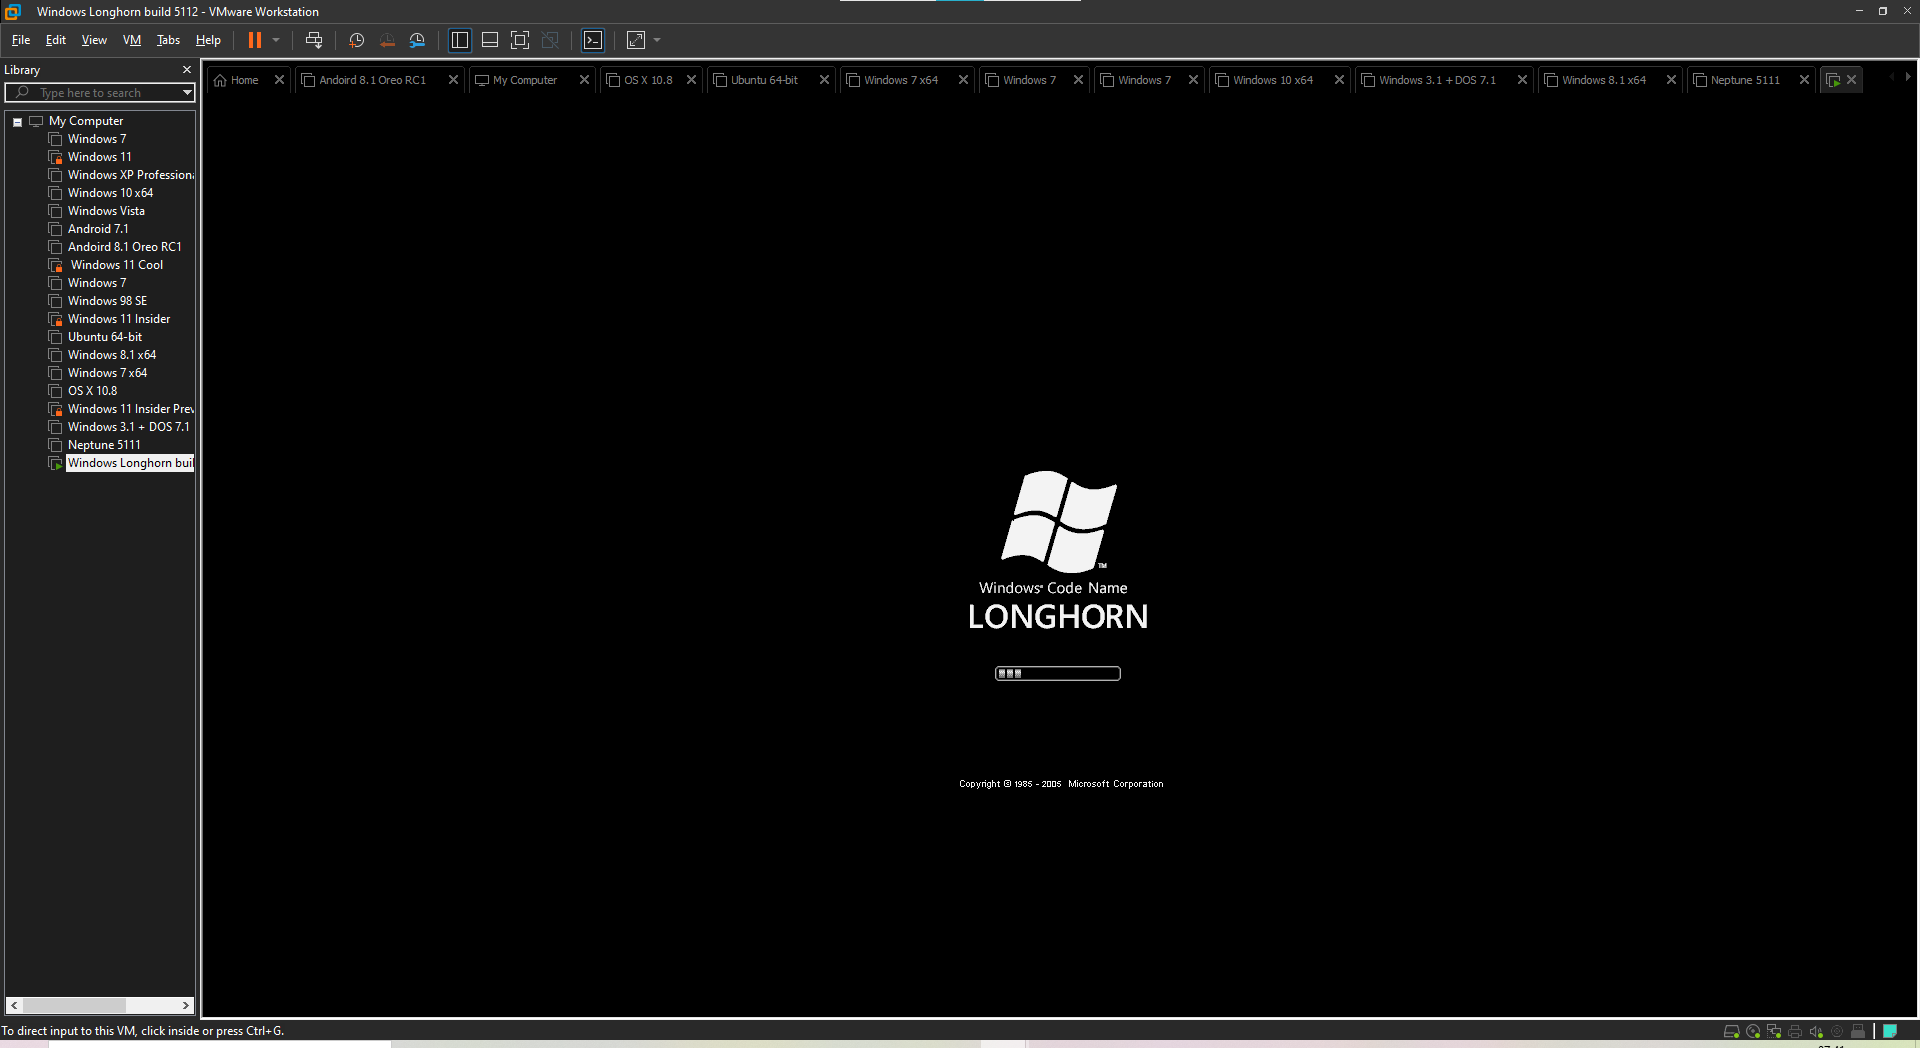 Windows Longhorn build 5112 - VMware Workstation
File Edit View VM Tabs Help
Library
Type here to search
Home
Andoird 8.1 Oreo RC1
My Computer
OS X 10.8
Ubuntu 64-bit
Windows 7 x64
Windows 7
Windows 7
Windows 10 x64
Windows 3.1 + DOS 7.1
Windows 8.1 x64
Neptune 5111
My Computer
Windows 7
Windows 11
Windows XP Professiona
Windows 10 x64
Windows Vista
Android 7.1
Andoird 8.1 Oreo RC1
Windows 11 Cool
Windows 7
Windows 98 SE
Windows 11 Insider
Ubuntu 64-bit
Windows 8.1 x64
Windows 7 x64
OS X 10.8
Windows 11 Insider Prev
Windows 3.1 + DOS 7.1
Neptune 5111
Windows Longhorn buil
TM
Windows® Code Name
LONGHORN
Copyright © 1985 - 2005 Microsoft Corporation
To direct input to this VM, click inside or press Ctrl+G.